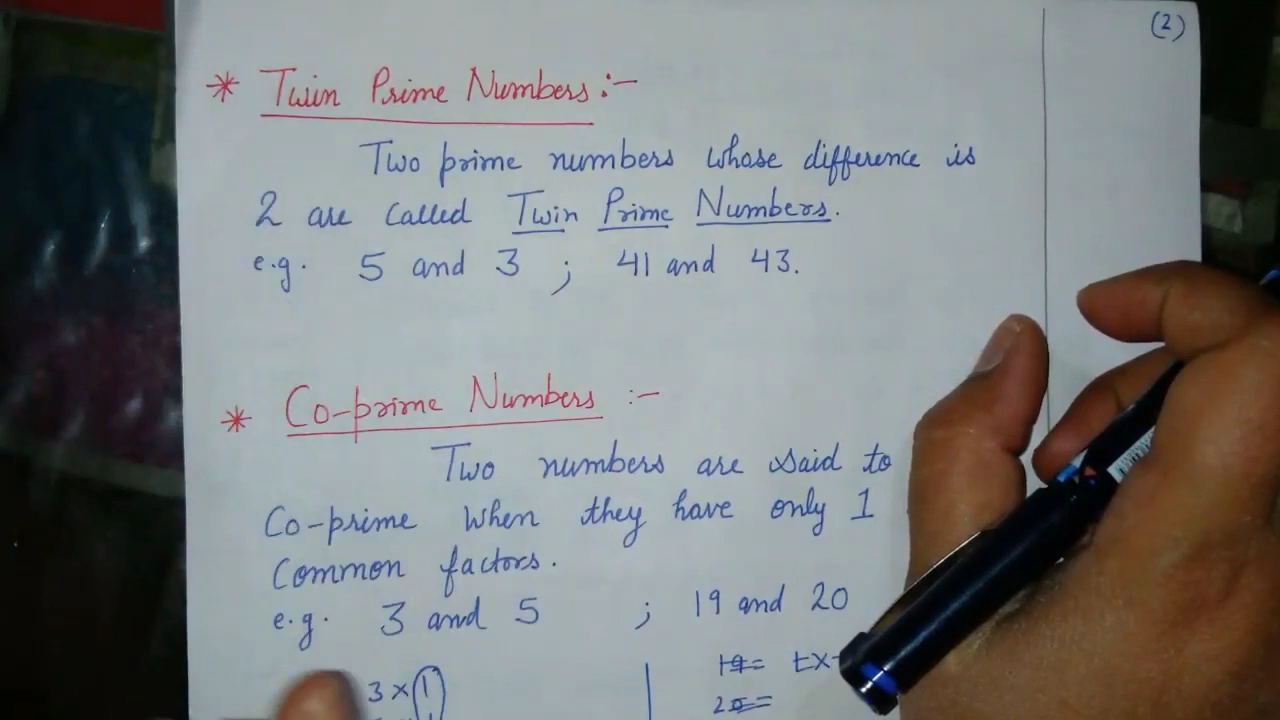 (2)
* Twin Prime Numbers:-
Two prime numbers whose difference is
2 are called Twin Prime Numbers.
e.g. 5 and 3 ; 41 and 43.
* Co-prime Numbers :-
Two numbers are said to
Co-prime when they have only 1
Common factors.
e.g. 3 and 5 ; 19 and 20
3 × 1